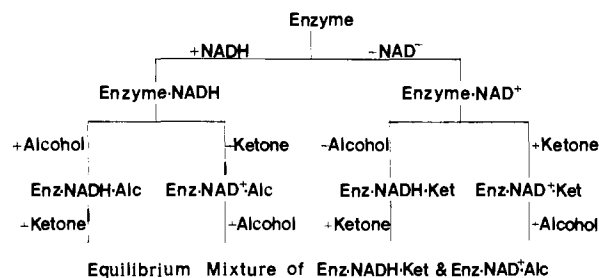 Enzyme
+NADH -NAD-
Enzyme·NADH Enzyme·NAD+
+Alcohol -Ketone -Alcohol +Ketone
Enz·NADH·Alc Enz·NAD+·Alc Enz·NADH·Ket Enz·NAD+·Ket
+Ketone +Alcohol +Ketone +Alcohol
Equilibrium Mixture of Enz·NADH·Ket & Enz·NAD+·Alc